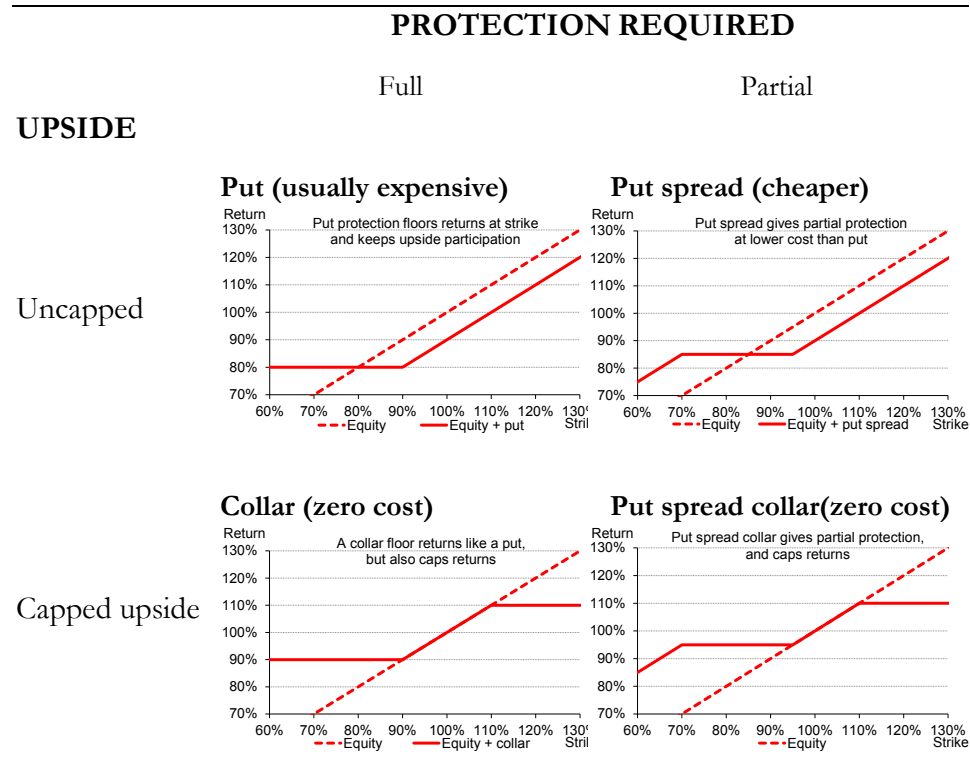 PROTECTION REQUIRED
Full Partial
UPSIDE
Put (usually expensive)
Return
Put protection floors returns at strike
and keeps upside participation
130%
120%
110%
100%
90%
80%
70%
60% 70% 80% 90% 100% 110% 120% 130%
Equity Equity + put Stri
Put spread (cheaper)
Return
Put spread gives partial protection
at lower cost than put
130%
120%
110%
100%
90%
80%
70%
60% 70% 80% 90% 100% 110% 120% 130%
Equity Equity + put spread Strike
Uncapped
Collar (zero cost)
Return
A collar floor returns like a put,
but also caps returns
130%
120%
110%
100%
90%
80%
70%
60% 70% 80% 90% 100% 110% 120% 130%
Equity Equity + collar Stri
Put spread collar(zero cost)
Return
Put spread collar gives partial protection,
and caps returns
130%
120%
110%
100%
90%
80%
70%
60% 70% 80% 90% 100% 110% 120% 130%
Equity Strike
Capped upside